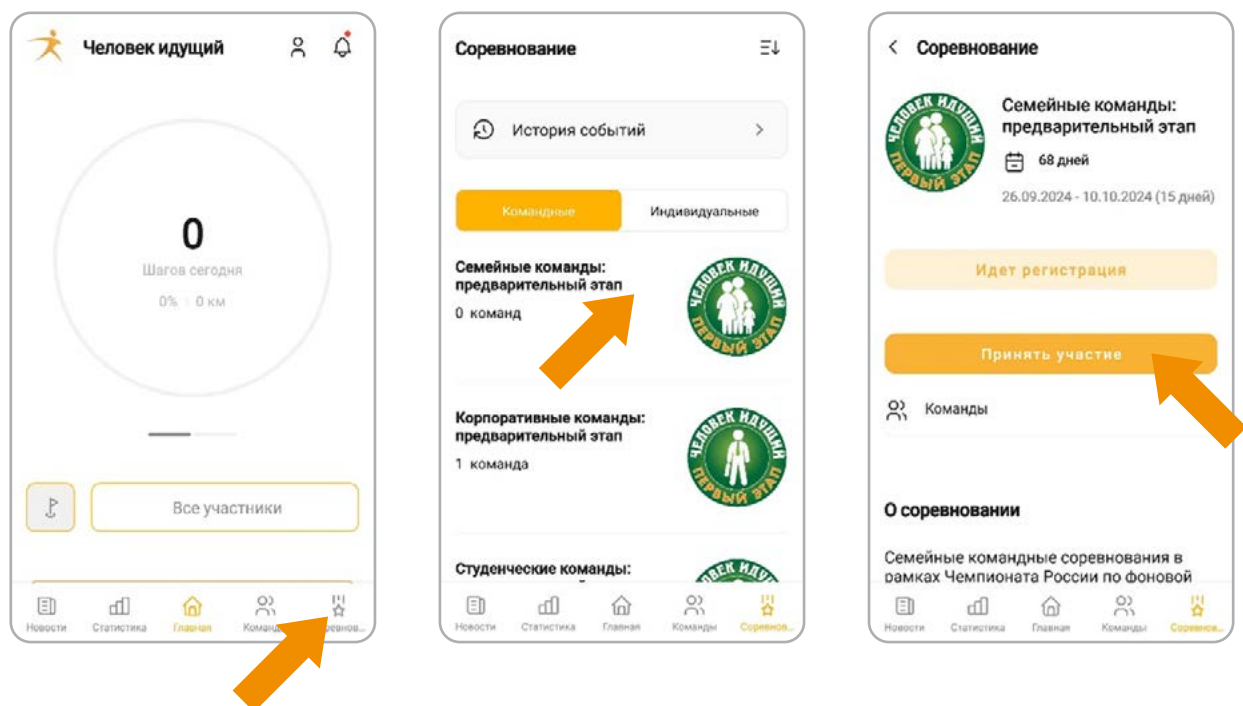 Человек идущий
0
Шагов сегодня
0% 0 км
Все участники
Новости
Статистика
Главная
Соревнование
История событий
Командные
Индивидуальные
Семейные команды:
предварительный этап
0 команд
ЧЕЛОВЕК ИДУЩИЙ
ПЕРВЫЙ ЭТАП
Корпоративные команды:
предварительный этап
1 команда
ЧЕЛОВЕК ИДУЩИЙ
ПЕРВЫЙ ЭТАП
Студенческие команды:
Новости
Статистика
Главная
Команды
Соревнов...
Соревнование
ЧЕЛОВЕК ИДУЩИЙ
ПЕРВЫЙ ЭТАП
Семейные команды:
предварительный этап
68 дней
26.09.2024 - 10.10.2024 (15 дней)
Идет регистрация
Принять участие
Команды
О соревновании
Семейные командные соревнования в
рамках Чемпионата России по фоновой
Новости
Статистика
Главная
Команды
Соревнов...